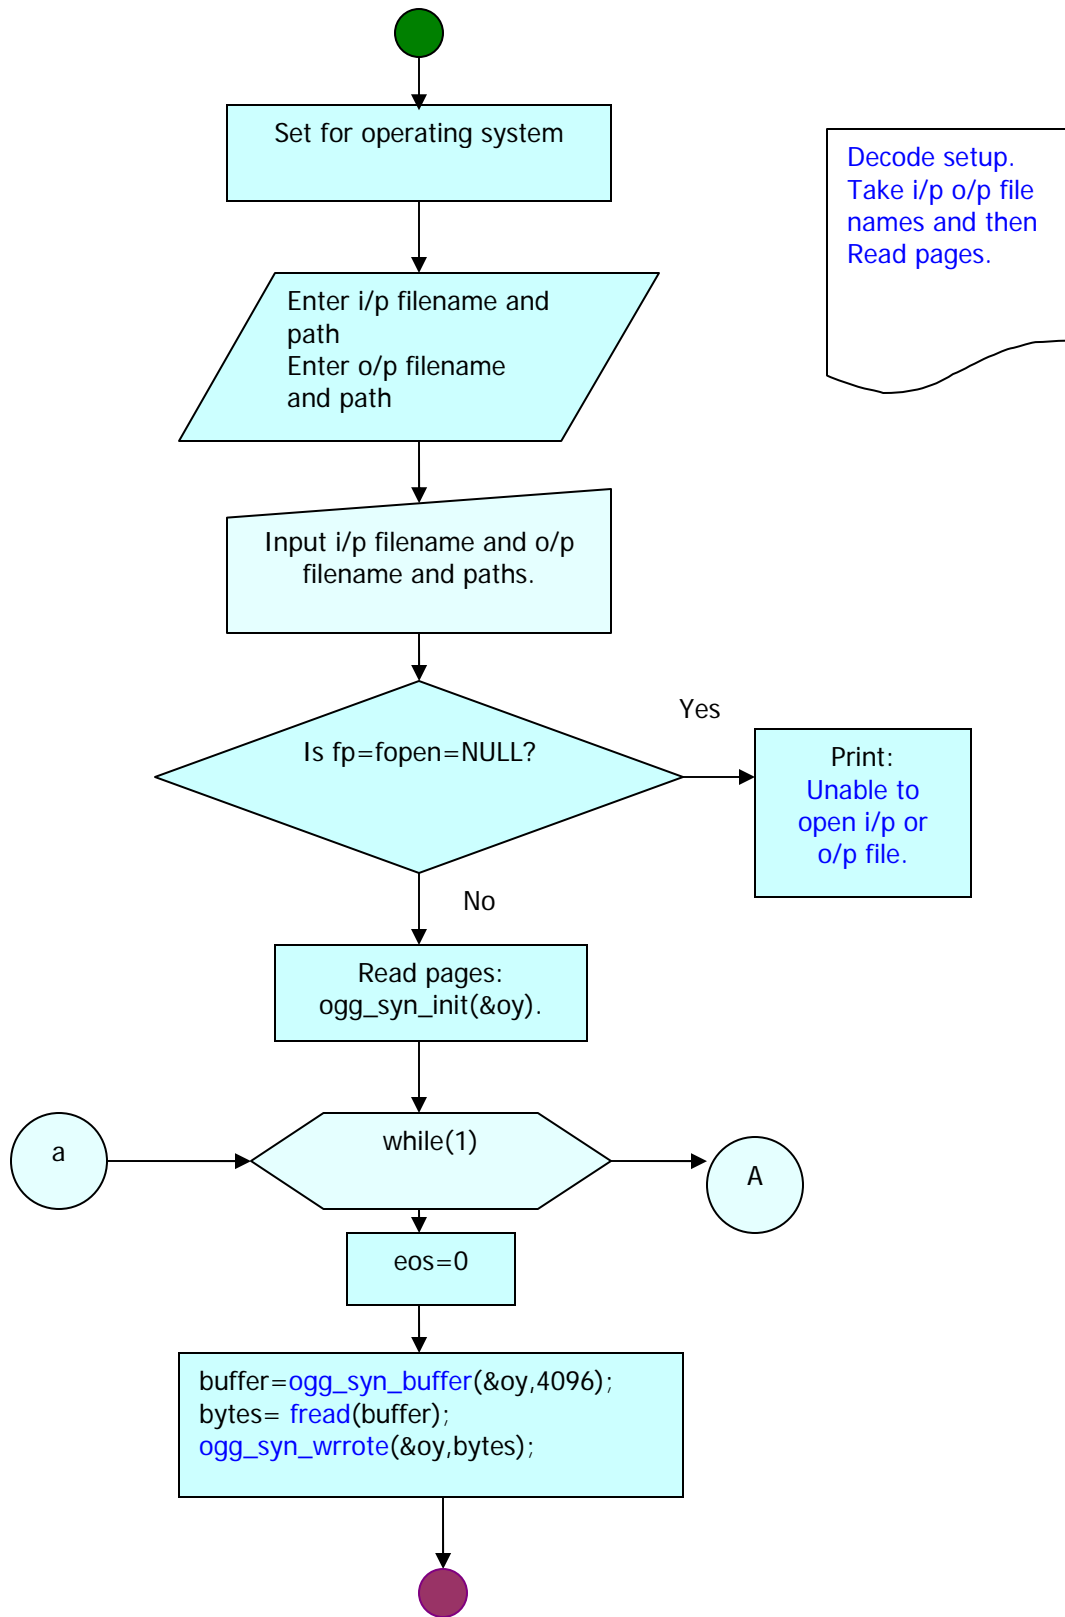 Set for operating system
Decode setup.
Take i/p o/p file
names and then
Read pages.
Enter i/p filename and
path
Enter o/p filename
and path
Input i/p filename and o/p
filename and paths.
Is fp=fopen=NULL?
Yes
Print:
Unable to
open i/p or
o/p file.
No
Read pages:
ogg_syn_init(&oy).
a
while(1)
A
eos=0
buffer=ogg_syn_buffer(&oy,4096);
bytes= fread(buffer);
ogg_syn_wrrote(&oy,bytes);